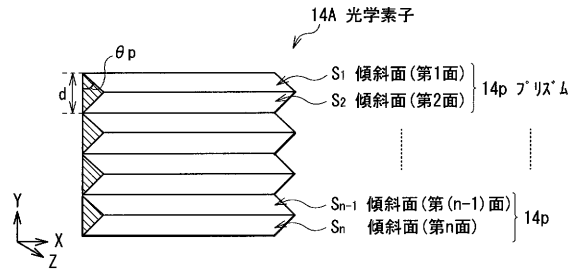 14A 光学素子
θp
d
S1 傾斜面(第1面)
S2 傾斜面(第2面)
14p プリズム
Sn-1 傾斜面(第(n-1)面)
Sn 傾斜面(第n面)
14p
Y
X
Z